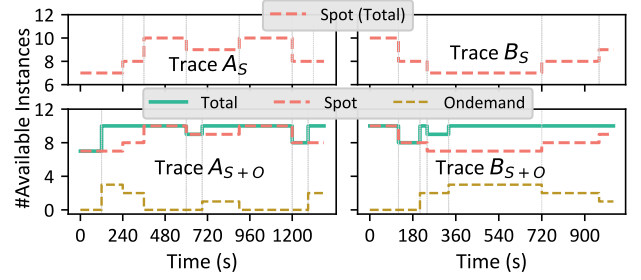 Spot (Total)
12
10
8
6
Trace A_S
Trace B_S
#Available Instances
Total Spot Ondemand
12
8
4
0
Trace A_{S+O}
Trace B_{S+O}
0 240 480 720 960 1200
0 180 360 540 720 900
Time (s)
Time (s)